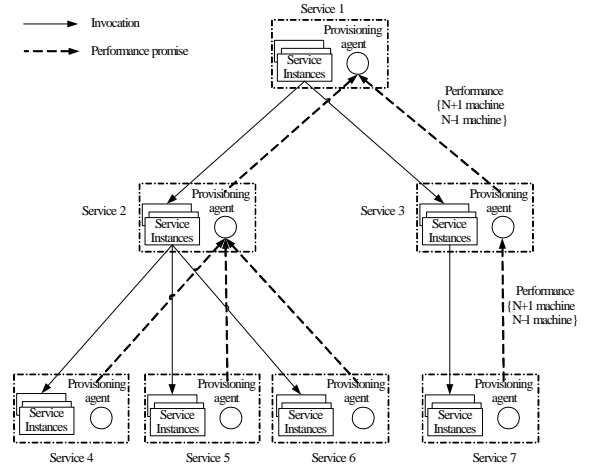 Service 1
Invocation
Performance promise
Provisioning
agent
Service
Instances
Performance
{N+1 machine
N–1 machine}
Service 2
Provisioning
agent
Service
Instances
Service 3
Provisioning
agent
Service
Instances
Performance
{N+1 machine
N–1 machine}
Provisioning
agent
Service
Instances
Provisioning
agent
Service
Instances
Provisioning
agent
Service
Instances
Provisioning
agent
Service
Instances
Service 4
Service 5
Service 6
Service 7